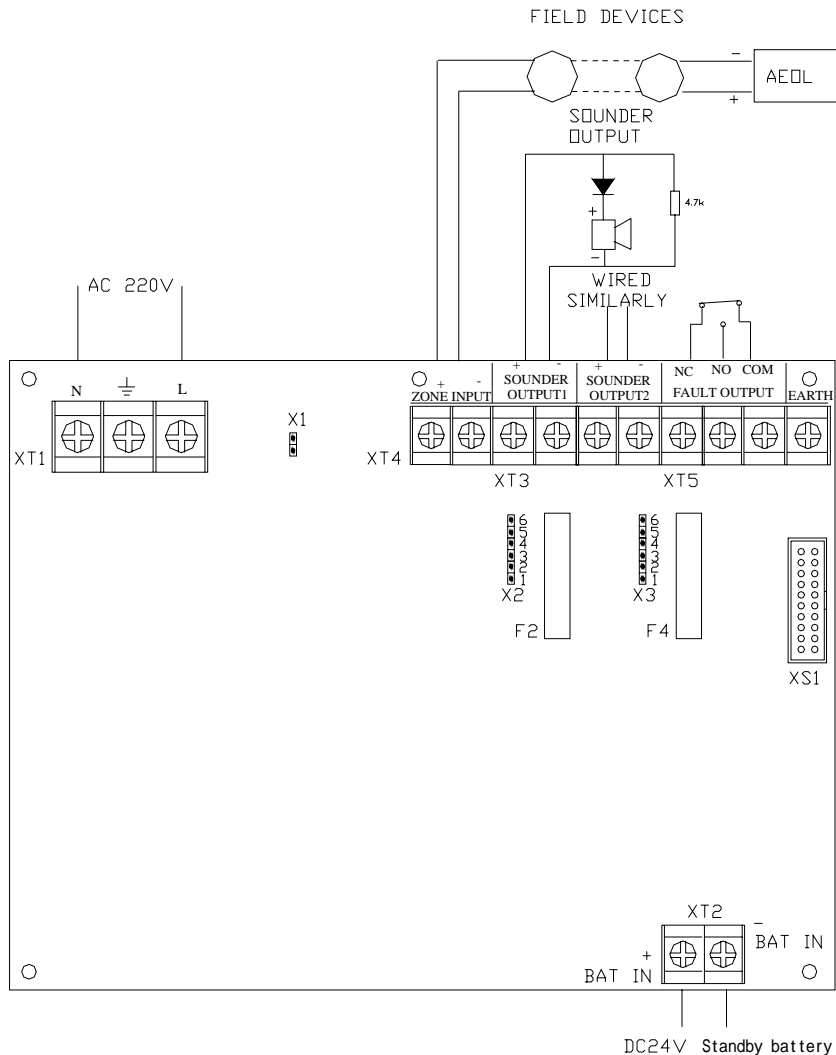 FIELD DEVICES
-
AEOL
+
SOUNDER
OUTPUT
4.7k
+
-
WIRED
SIMILARLY
AC 220V
N L
XT1
X1
+ - + - + - NC NO COM
ZONE INPUT SOUNDER OUTPUT1 SOUNDER OUTPUT2 FAULT OUTPUT EARTH
XT4
XT3 XT5
6
5
4
3
2
1
X2
F2
6
5
4
3
2
1
X3
F4
XS1
XT2
-
BAT IN
+
BAT IN
DC24V Standby battery